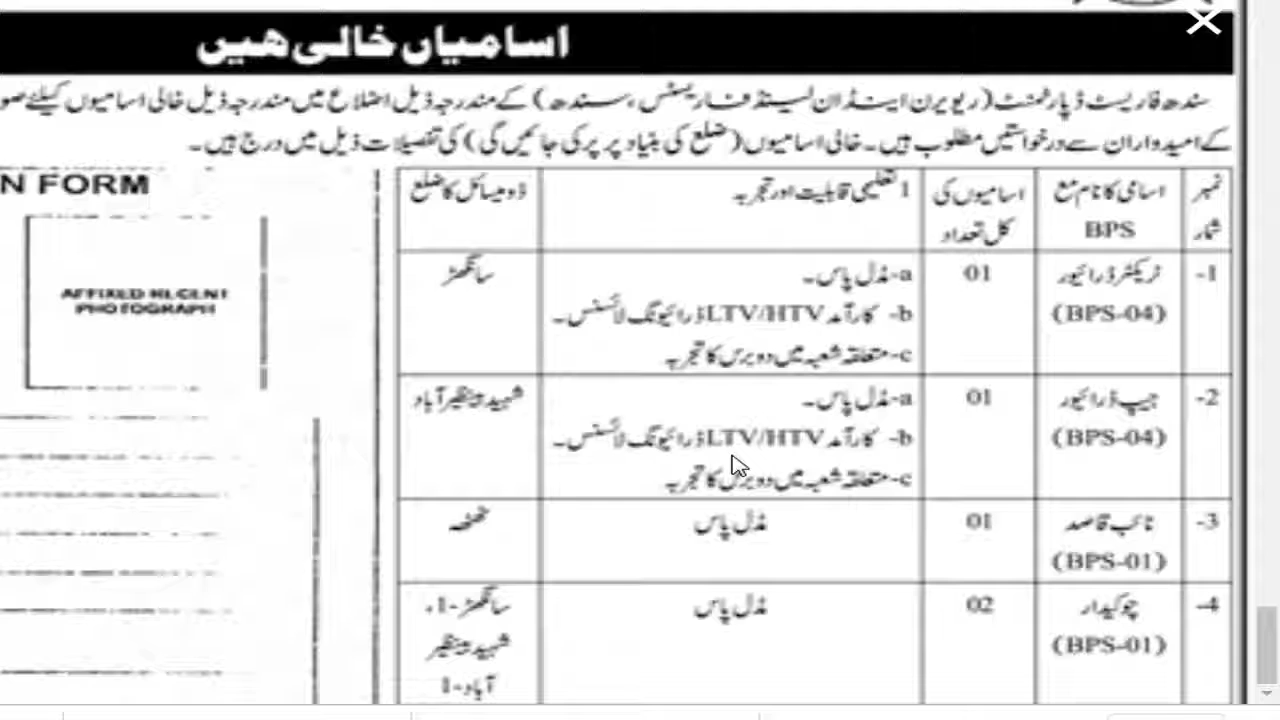 اسامیاں خالی ہیں
سندھ فاریسٹ ڈپارٹمنٹ (ریورین اینڈ ان لینڈ فاریسٹس ،سندھ) کے مندرجہ ذیل اضلاع میں مندرجہ ذیل خالی اسامیوں کیلئے صو
کے امیدواران سے درخواستیں مطلوب ہیں۔ خالی اسامیوں (ضلع کی بنیاد پر پر کی جائیں گی) کی تفصیلات ذیل میں درج ہیں۔
نمبر شمار
اسامی کا نام مع BPS
اسامیوں کی کل تعداد
تعلیمی قابلیت اور تجربہ
ڈومیسائل کا ضلع
1-
ٹریکٹر ڈرائیور
(BPS-04)
01
a- مڈل پاس۔
b- کارآمد LTV/HTV ڈرائیونگ لائسنس۔
c- متعلقہ شعبہ میں دو برس کا تجربہ
سانگھڑ
2-
جیپ ڈرائیور
(BPS-04)
01
a- مڈل پاس۔
b- کارآمد LTV/HTV ڈرائیونگ لائسنس۔
c- متعلقہ شعبہ میں دو برس کا تجربہ
شہید بینظیر آباد
3-
نائب قاصد
(BPS-01)
01
مڈل پاس
ٹھٹھہ
4-
چوکیدار
(BPS-01)
02
مڈل پاس
سانگھڑ-1،
شہید بینظیر
آباد-1
N FORM
AFFIXED RECENT
PHOTOGRAPH